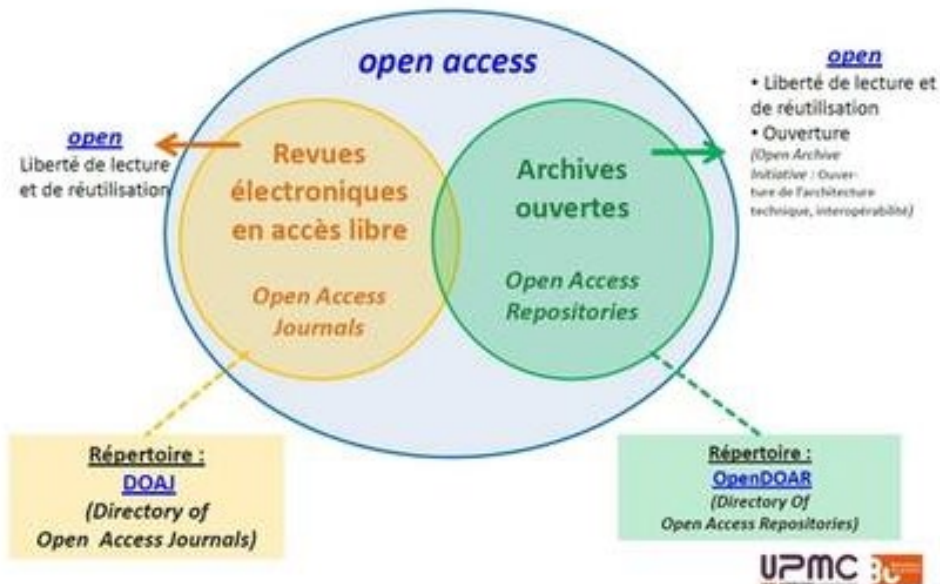 open access
open
Liberté de lecture
et de réutilisation
Revues
électroniques
en accès libre
Open Access
Journals
Archives
ouvertes
Open Access
Repositories
open
• Liberté de lecture et
de réutilisation
• Ouverture
(Open Archive
Initiative : Ouver-
ture de l'architecture
technique, interopérabilité)
Répertoire :
DOAJ
(Directory of
Open Access Journals)
Répertoire :
OpenDOAR
(Directory Of
Open Access Repositories)
UPMC